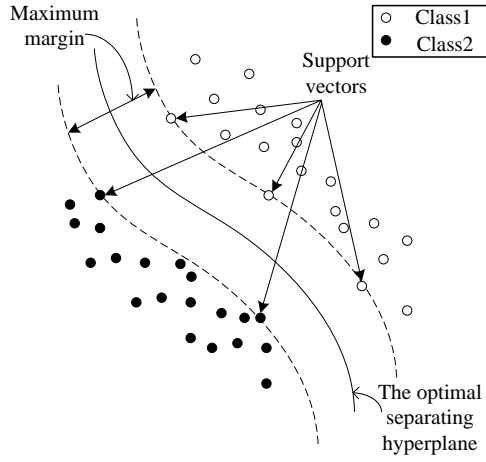 Maximum
margin
Class1
Class2
Support
vectors
The optimal
separating
hyperplane